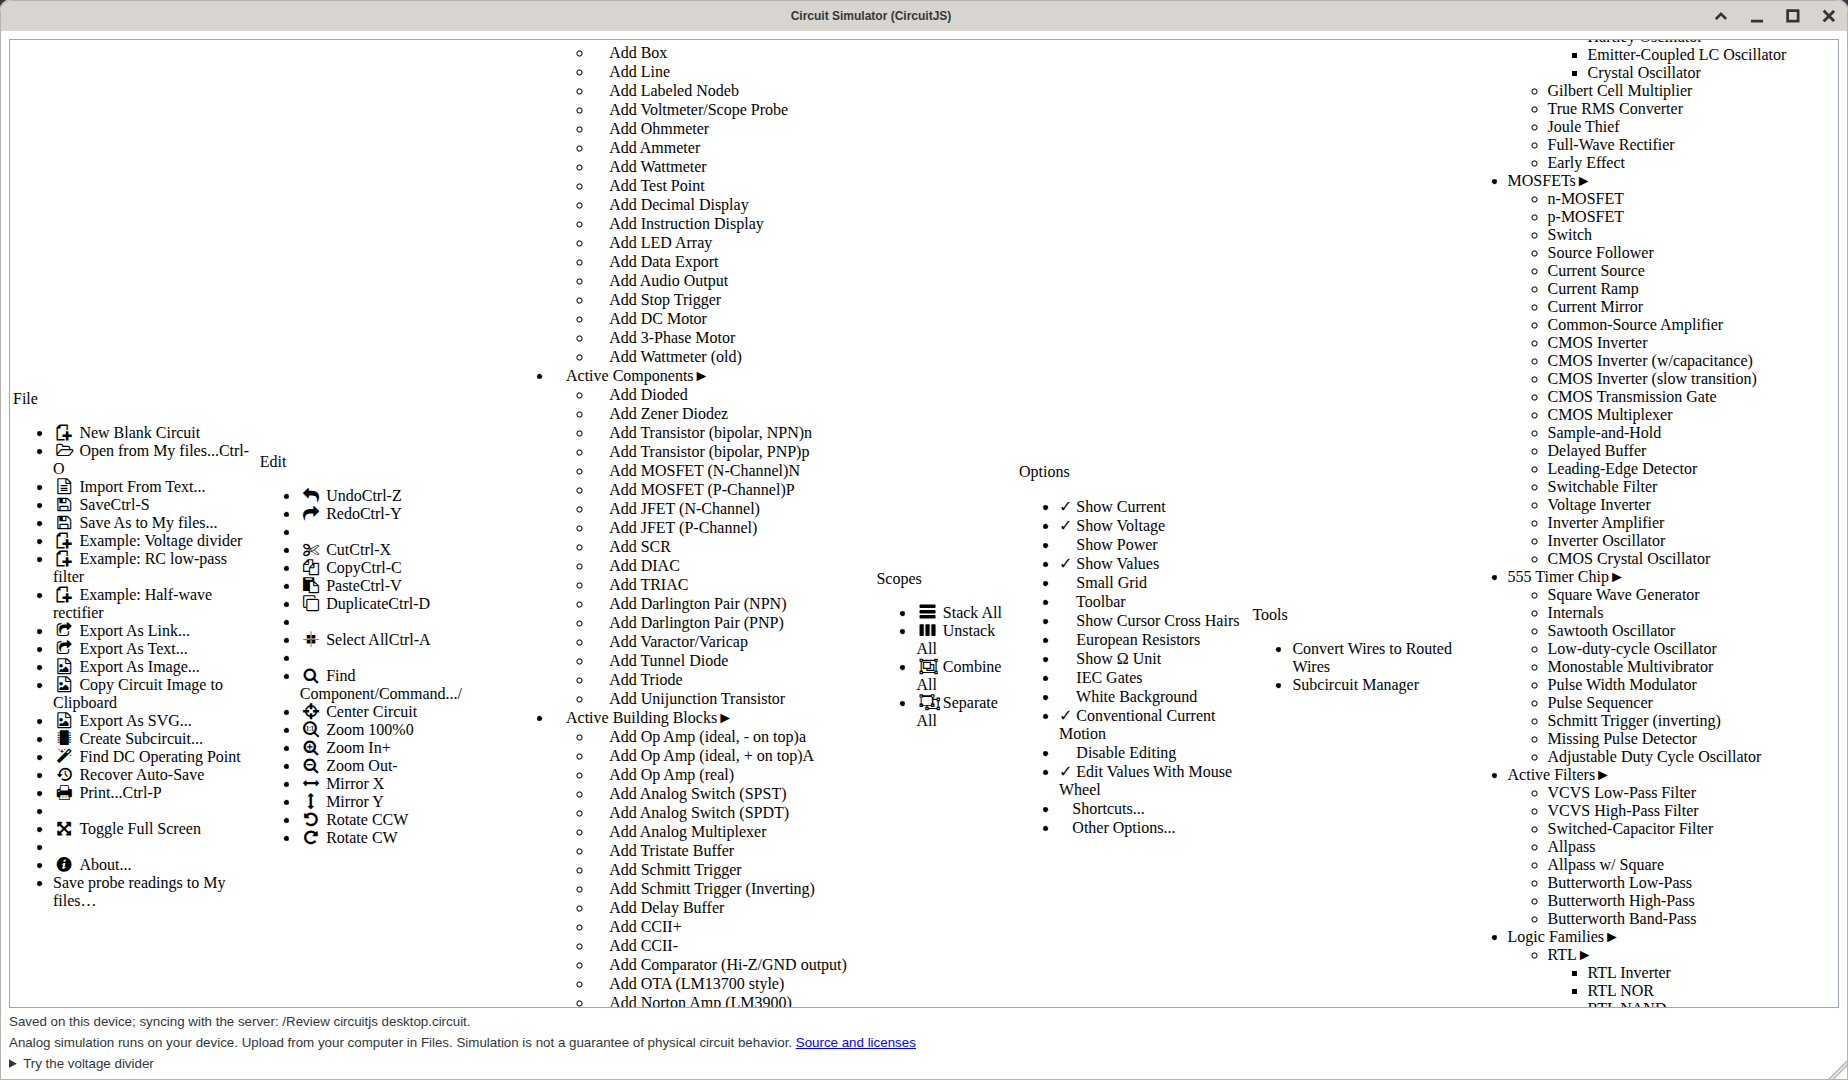 Circuit Simulator (CircuitJS)
File
New Blank Circuit
Open from My files...Ctrl-
O
Import From Text...
SaveCtrl-S
Save As to My files...
Example: Voltage divider
Example: RC low-pass
filter
Example: Half-wave
rectifier
Export As Link...
Export As Text...
Export As Image...
Copy Circuit Image to
Clipboard
Export As SVG...
Create Subcircuit...
Find DC Operating Point
Recover Auto-Save
Print...Ctrl-P
Toggle Full Screen
About...
Save probe readings to My
files…
Edit
UndoCtrl-Z
RedoCtrl-Y
CutCtrl-X
CopyCtrl-C
PasteCtrl-V
DuplicateCtrl-D
Select AllCtrl-A
Find
Component/Command.../
Center Circuit
Zoom 100%0
Zoom In+
Zoom Out-
Mirror X
Mirror Y
Rotate CCW
Rotate CW
Add Box
Add Line
Add Labeled Nodeb
Add Voltmeter/Scope Probe
Add Ohmmeter
Add Ammeter
Add Wattmeter
Add Test Point
Add Decimal Display
Add Instruction Display
Add LED Array
Add Data Export
Add Audio Output
Add Stop Trigger
Add DC Motor
Add 3-Phase Motor
Add Wattmeter (old)
Active Components ▶
Add Dioded
Add Zener Diodez
Add Transistor (bipolar, NPN)n
Add Transistor (bipolar, PNP)p
Add MOSFET (N-Channel)N
Add MOSFET (P-Channel)P
Add JFET (N-Channel)
Add JFET (P-Channel)
Add SCR
Add DIAC
Add TRIAC
Add Darlington Pair (NPN)
Add Darlington Pair (PNP)
Add Varactor/Varicap
Add Tunnel Diode
Add Triode
Add Unijunction Transistor
Active Building Blocks ▶
Add Op Amp (ideal, - on top)a
Add Op Amp (ideal, + on top)A
Add Op Amp (real)
Add Analog Switch (SPST)
Add Analog Switch (SPDT)
Add Analog Multiplexer
Add Tristate Buffer
Add Schmitt Trigger
Add Schmitt Trigger (Inverting)
Add Delay Buffer
Add CCII+
Add CCII-
Add Comparator (Hi-Z/GND output)
Add OTA (LM13700 style)
Add Norton Amp (LM3900)
Scopes
Stack All
Unstack
All
Combine
All
Separate
All
Options
✓ Show Current
✓ Show Voltage
Show Power
✓ Show Values
Small Grid
Toolbar
Show Cursor Cross Hairs
European Resistors
Show Ω Unit
IEC Gates
White Background
✓ Conventional Current
Motion
Disable Editing
✓ Edit Values With Mouse
Wheel
Shortcuts...
Other Options...
Tools
Convert Wires to Routed
Wires
Subcircuit Manager
Hartley Oscillator
Emitter-Coupled LC Oscillator
Crystal Oscillator
Gilbert Cell Multiplier
True RMS Converter
Joule Thief
Full-Wave Rectifier
Early Effect
MOSFETs ▶
n-MOSFET
p-MOSFET
Switch
Source Follower
Current Source
Current Ramp
Current Mirror
Common-Source Amplifier
CMOS Inverter
CMOS Inverter (w/capacitance)
CMOS Inverter (slow transition)
CMOS Transmission Gate
CMOS Multiplexer
Sample-and-Hold
Delayed Buffer
Leading-Edge Detector
Switchable Filter
Voltage Inverter
Inverter Amplifier
Inverter Oscillator
CMOS Crystal Oscillator
555 Timer Chip ▶
Square Wave Generator
Internals
Sawtooth Oscillator
Low-duty-cycle Oscillator
Monostable Multivibrator
Pulse Width Modulator
Pulse Sequencer
Schmitt Trigger (inverting)
Missing Pulse Detector
Adjustable Duty Cycle Oscillator
Active Filters ▶
VCVS Low-Pass Filter
VCVS High-Pass Filter
Switched-Capacitor Filter
Allpass
Allpass w/ Square
Butterworth Low-Pass
Butterworth High-Pass
Butterworth Band-Pass
Logic Families ▶
RTL ▶
RTL Inverter
RTL NOR
RTL NAND
Saved on this device; syncing with the server: /Review circuitjs desktop.circuit.
Analog simulation runs on your device. Upload from your computer in Files. Simulation is not a guarantee of physical circuit behavior. Source and licenses
▶ Try the voltage divider